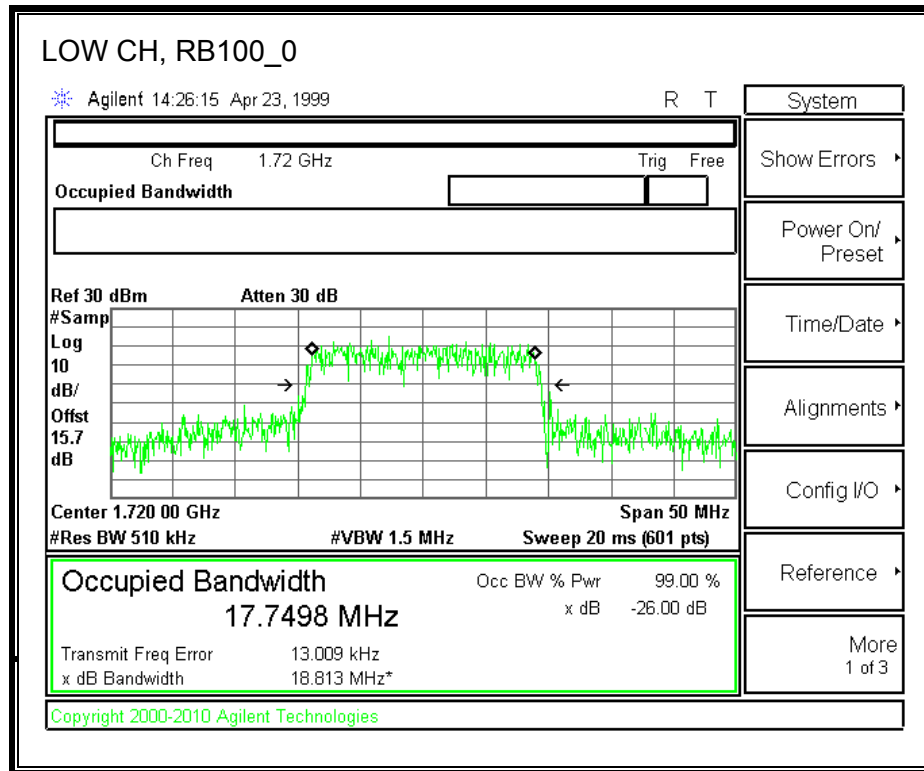 LOW CH, RB100_0
Agilent 14:26:15 Apr 23, 1999 R T
System
Ch Freq 1.72 GHz Trig Free
Occupied Bandwidth
Show Errors
Power On/
Preset
Time/Date
Alignments
Config I/O
Reference
More
1 of 3
Ref 30 dBm Atten 30 dB
#Samp
Log
10
dB/
Offst
15.7
dB
Center 1.720 00 GHz Span 50 MHz
#Res BW 510 kHz #VBW 1.5 MHz Sweep 20 ms (601 pts)
Occupied Bandwidth Occ BW % Pwr 99.00 %
17.7498 MHz x dB -26.00 dB
Transmit Freq Error 13.009 kHz
x dB Bandwidth 18.813 MHz*
Copyright 2000-2010 Agilent Technologies